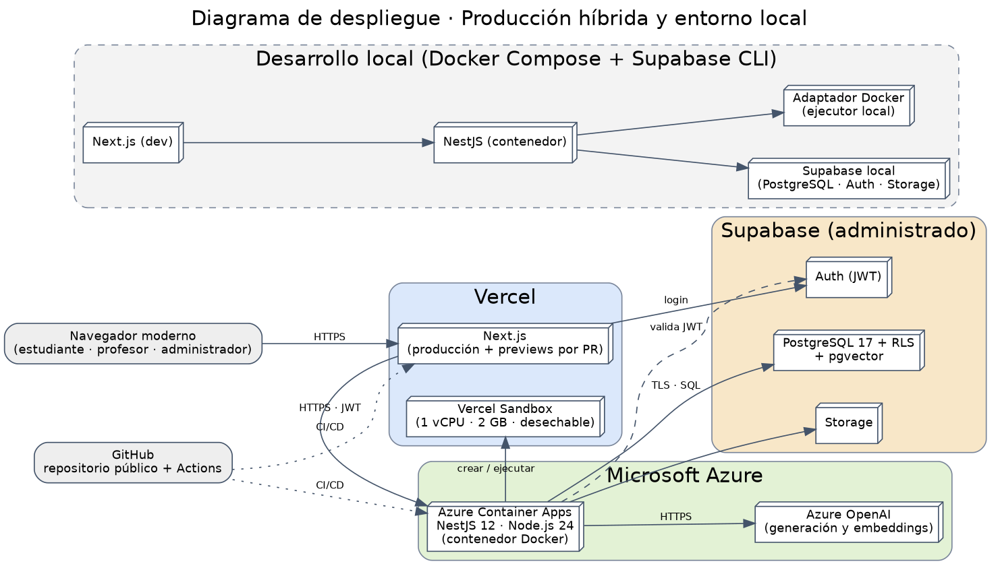 Diagrama de despliegue · Producción híbrida y entorno local
Desarrollo local (Docker Compose + Supabase CLI)
Next.js (dev)
NestJS (contenedor)
Adaptador Docker
(ejecutor local)
Supabase local
(PostgreSQL · Auth · Storage)
Supabase (administrado)
Auth (JWT)
PostgreSQL 17 + RLS
+ pgvector
Storage
Vercel
Next.js
(producción + previews por PR)
Vercel Sandbox
(1 vCPU · 2 GB · desechable)
Navegador moderno
(estudiante · profesor · administrador)
GitHub
repositorio público + Actions
HTTPS
login
valida JWT
TLS · SQL
HTTPS · JWT
CI/CD
CI/CD
crear / ejecutar
Microsoft Azure
Azure Container Apps
NestJS 12 · Node.js 24
(contenedor Docker)
HTTPS
Azure OpenAI
(generación y embeddings)